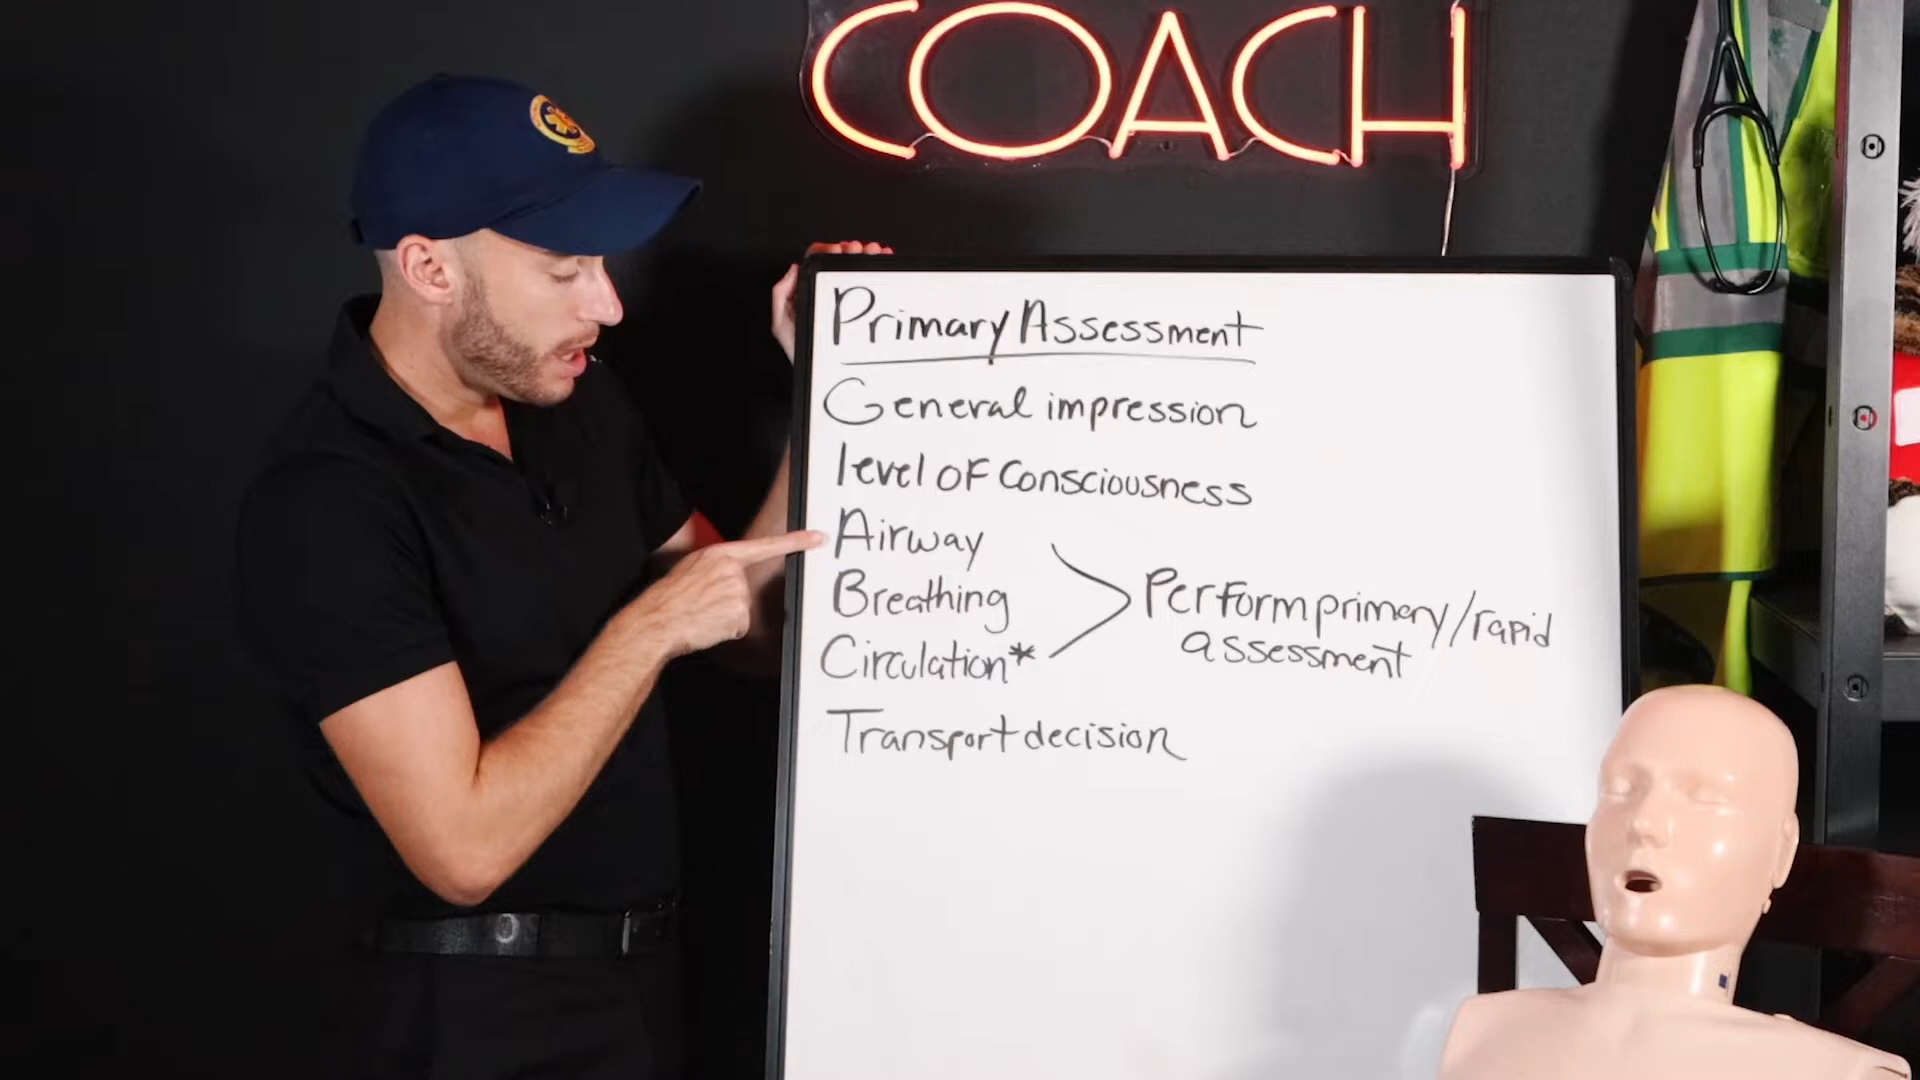 COACH
Primary Assessment
General impression
level of consciousness
Airway
Breathing
Circulation*
Perform primary/rapid
assessment
Transport decision